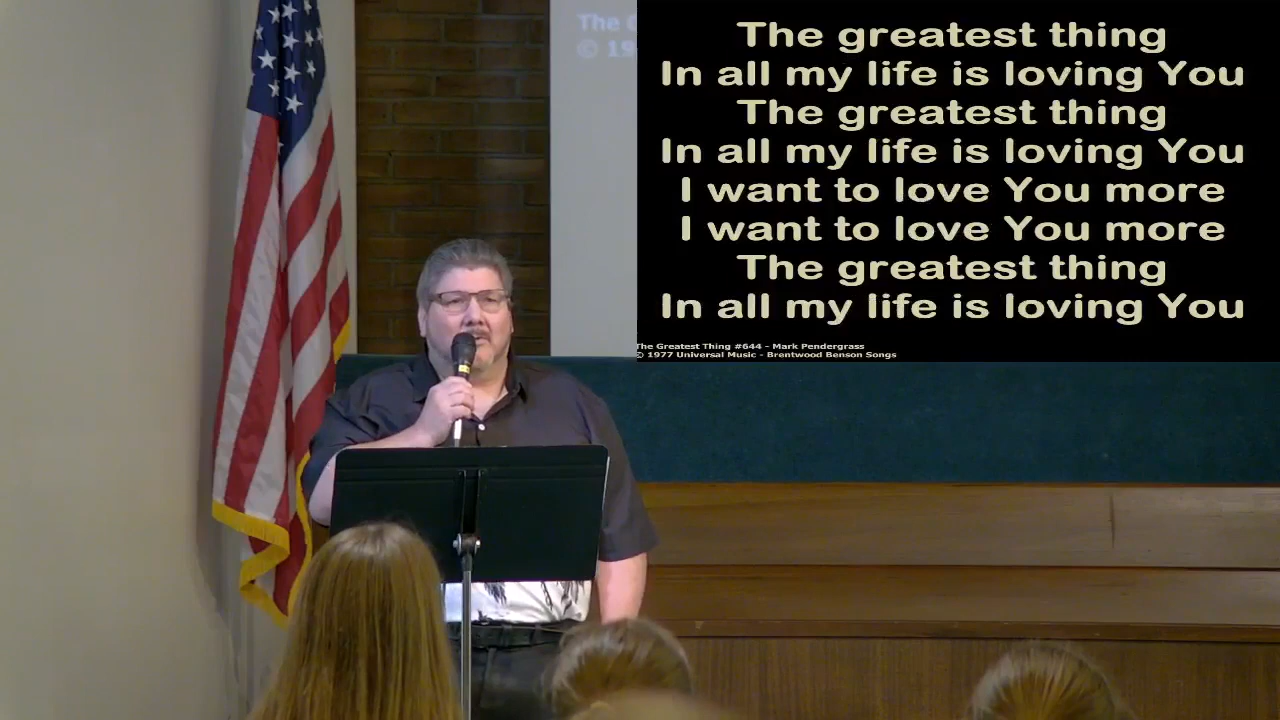 The
© 19
The greatest thing
In all my life is loving You
The greatest thing
In all my life is loving You
I want to love You more
I want to love You more
The greatest thing
In all my life is loving You
The Greatest Thing #644 - Mark Pendergrass
© 1977 Universal Music - Brentwood Benson Songs